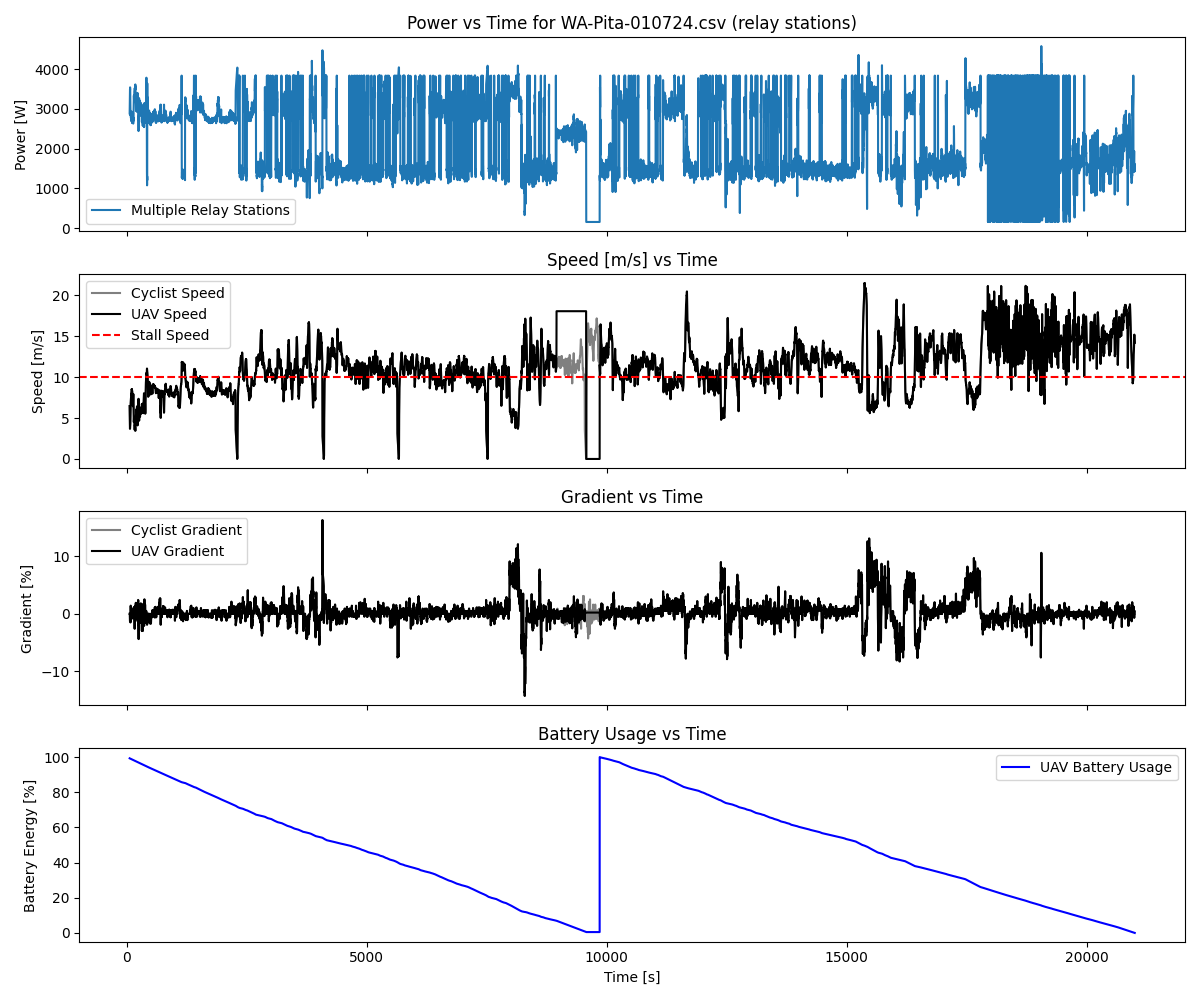 Power vs Time for WA-Pita-010724.csv (relay stations)
Power [W]
4000
3000
2000
1000
0
Multiple Relay Stations
Speed [m/s] vs Time
Speed [m/s]
20
15
10
5
0
Cyclist Speed
UAV Speed
Stall Speed
Gradient vs Time
Gradient [%]
10
0
−10
Cyclist Gradient
UAV Gradient
Battery Usage vs Time
Battery Energy [%]
100
80
60
40
20
0
UAV Battery Usage
0 5000 10000 15000 20000
Time [s]